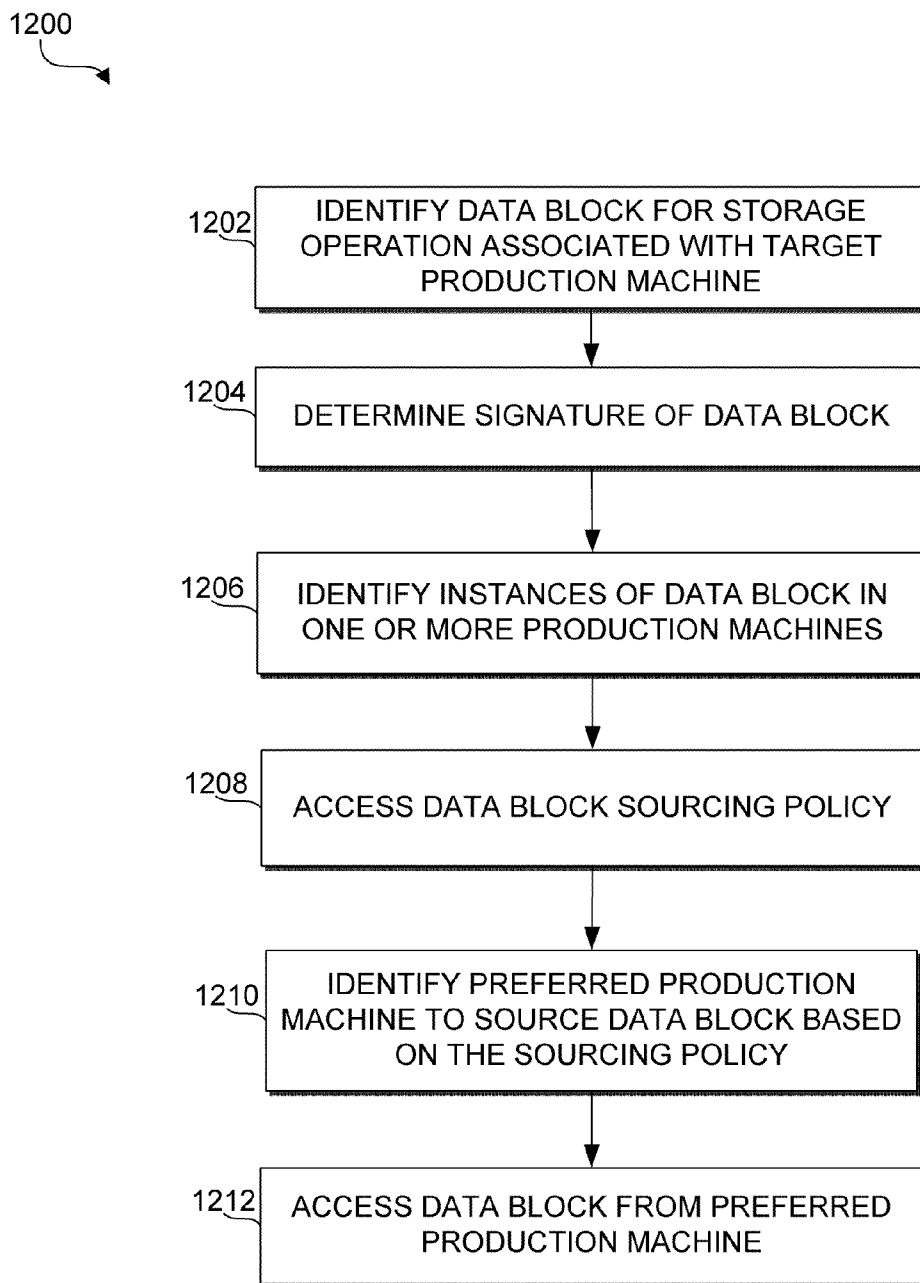 1200
1202
IDENTIFY DATA BLOCK FOR STORAGE
OPERATION ASSOCIATED WITH TARGET
PRODUCTION MACHINE
1204
DETERMINE SIGNATURE OF DATA BLOCK
1206
IDENTIFY INSTANCES OF DATA BLOCK IN
ONE OR MORE PRODUCTION MACHINES
1208
ACCESS DATA BLOCK SOURCING POLICY
1210
IDENTIFY PREFERRED PRODUCTION
MACHINE TO SOURCE DATA BLOCK BASED
ON THE SOURCING POLICY
1212
ACCESS DATA BLOCK FROM PREFERRED
PRODUCTION MACHINE